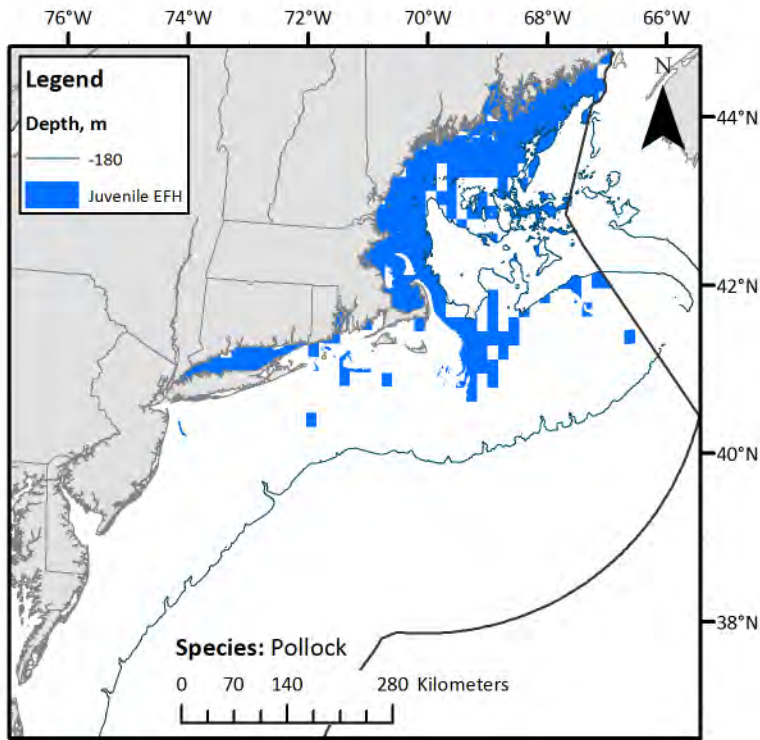 76°W 74°W 72°W 70°W 68°W 66°W
Legend
Depth, m
-180
Juvenile EFH
N
44°N
42°N
40°N
38°N
Species: Pollock
0 70 140 280 Kilometers